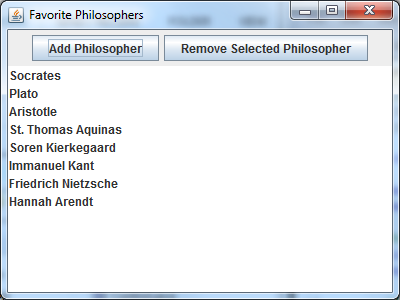 Favorite Philosophers
Add Philosopher Remove Selected Philosopher
Socrates
Plato
Aristotle
St. Thomas Aquinas
Soren Kierkegaard
Immanuel Kant
Friedrich Nietzsche
Hannah Arendt